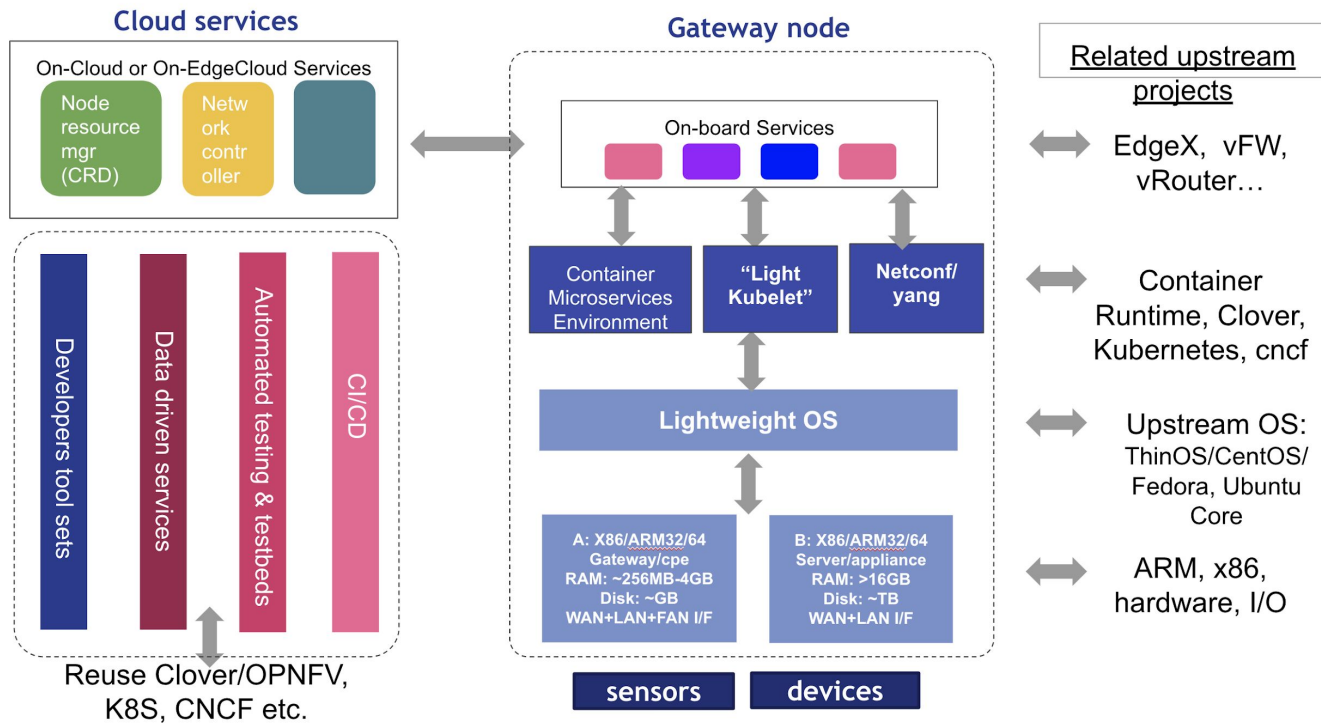 Cloud services
On-Cloud or On-EdgeCloud Services
Node
resource
mgr
(CRD)
Netw
ork
contr
oller
Developers tool sets
Data driven services
Automated testing & testbeds
CI/CD
Reuse Clover/OPNFV,
K8S, CNCF etc.
Gateway node
On-board Services
Container
Microservices
Environment
“Light
Kubelet”
Netconf/
yang
Lightweight OS
A: X86/ARM32/64
Gateway/cpe
RAM: ~256MB-4GB
Disk: ~GB
WAN+LAN+FAN I/F
B: X86/ARM32/64
Server/appliance
RAM: >16GB
Disk: ~TB
WAN+LAN I/F
sensors
devices
Related upstream
projects
EdgeX, vFW,
vRouter…
Container
Runtime, Clover,
Kubernetes, cncf
Upstream OS:
ThinOS/CentOS/
Fedora, Ubuntu
Core
ARM, x86,
hardware, I/O